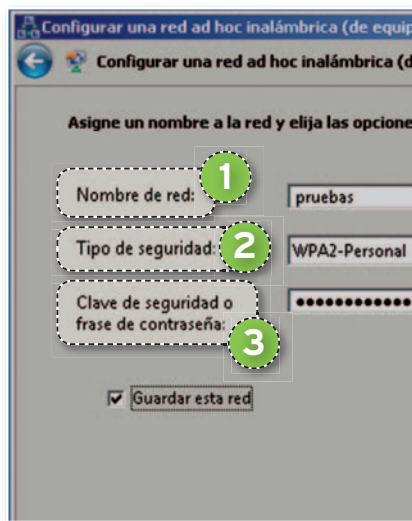 Configurar una red ad hoc inalámbrica (de equip
Configurar una red ad hoc inalámbrica (d
Asigne un nombre a la red y elija las opcione
1
Nombre de red:
pruebas
Tipo de seguridad:
2
WPA2-Personal
Clave de seguridad o
frase de contraseña:
••••••••••••
3
Guardar esta red